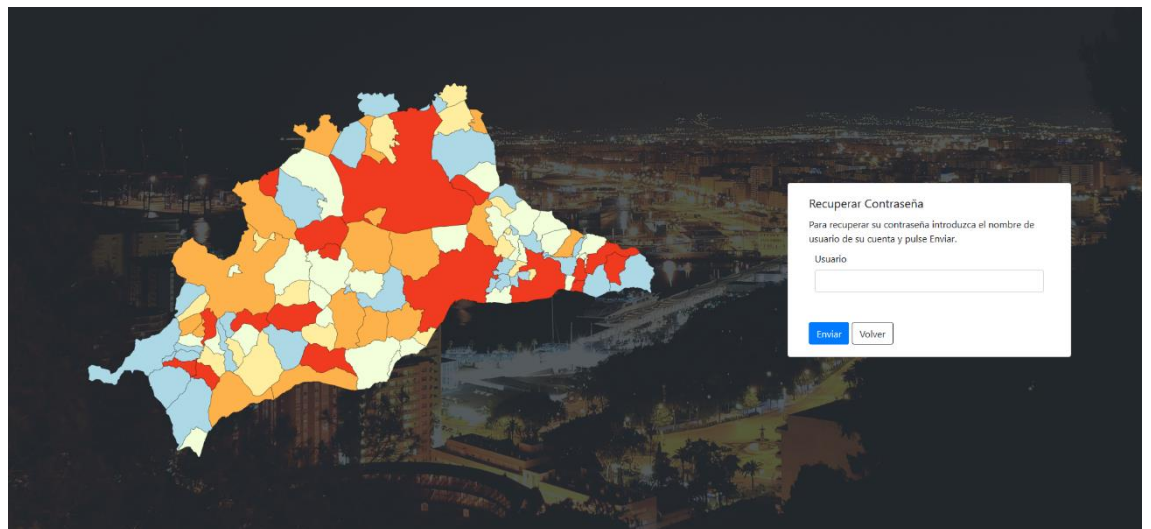 Recuperar Contraseña
Para recuperar su contraseña introduzca el nombre de
usuario de su cuenta y pulse Enviar.
Usuario
Enviar
Volver